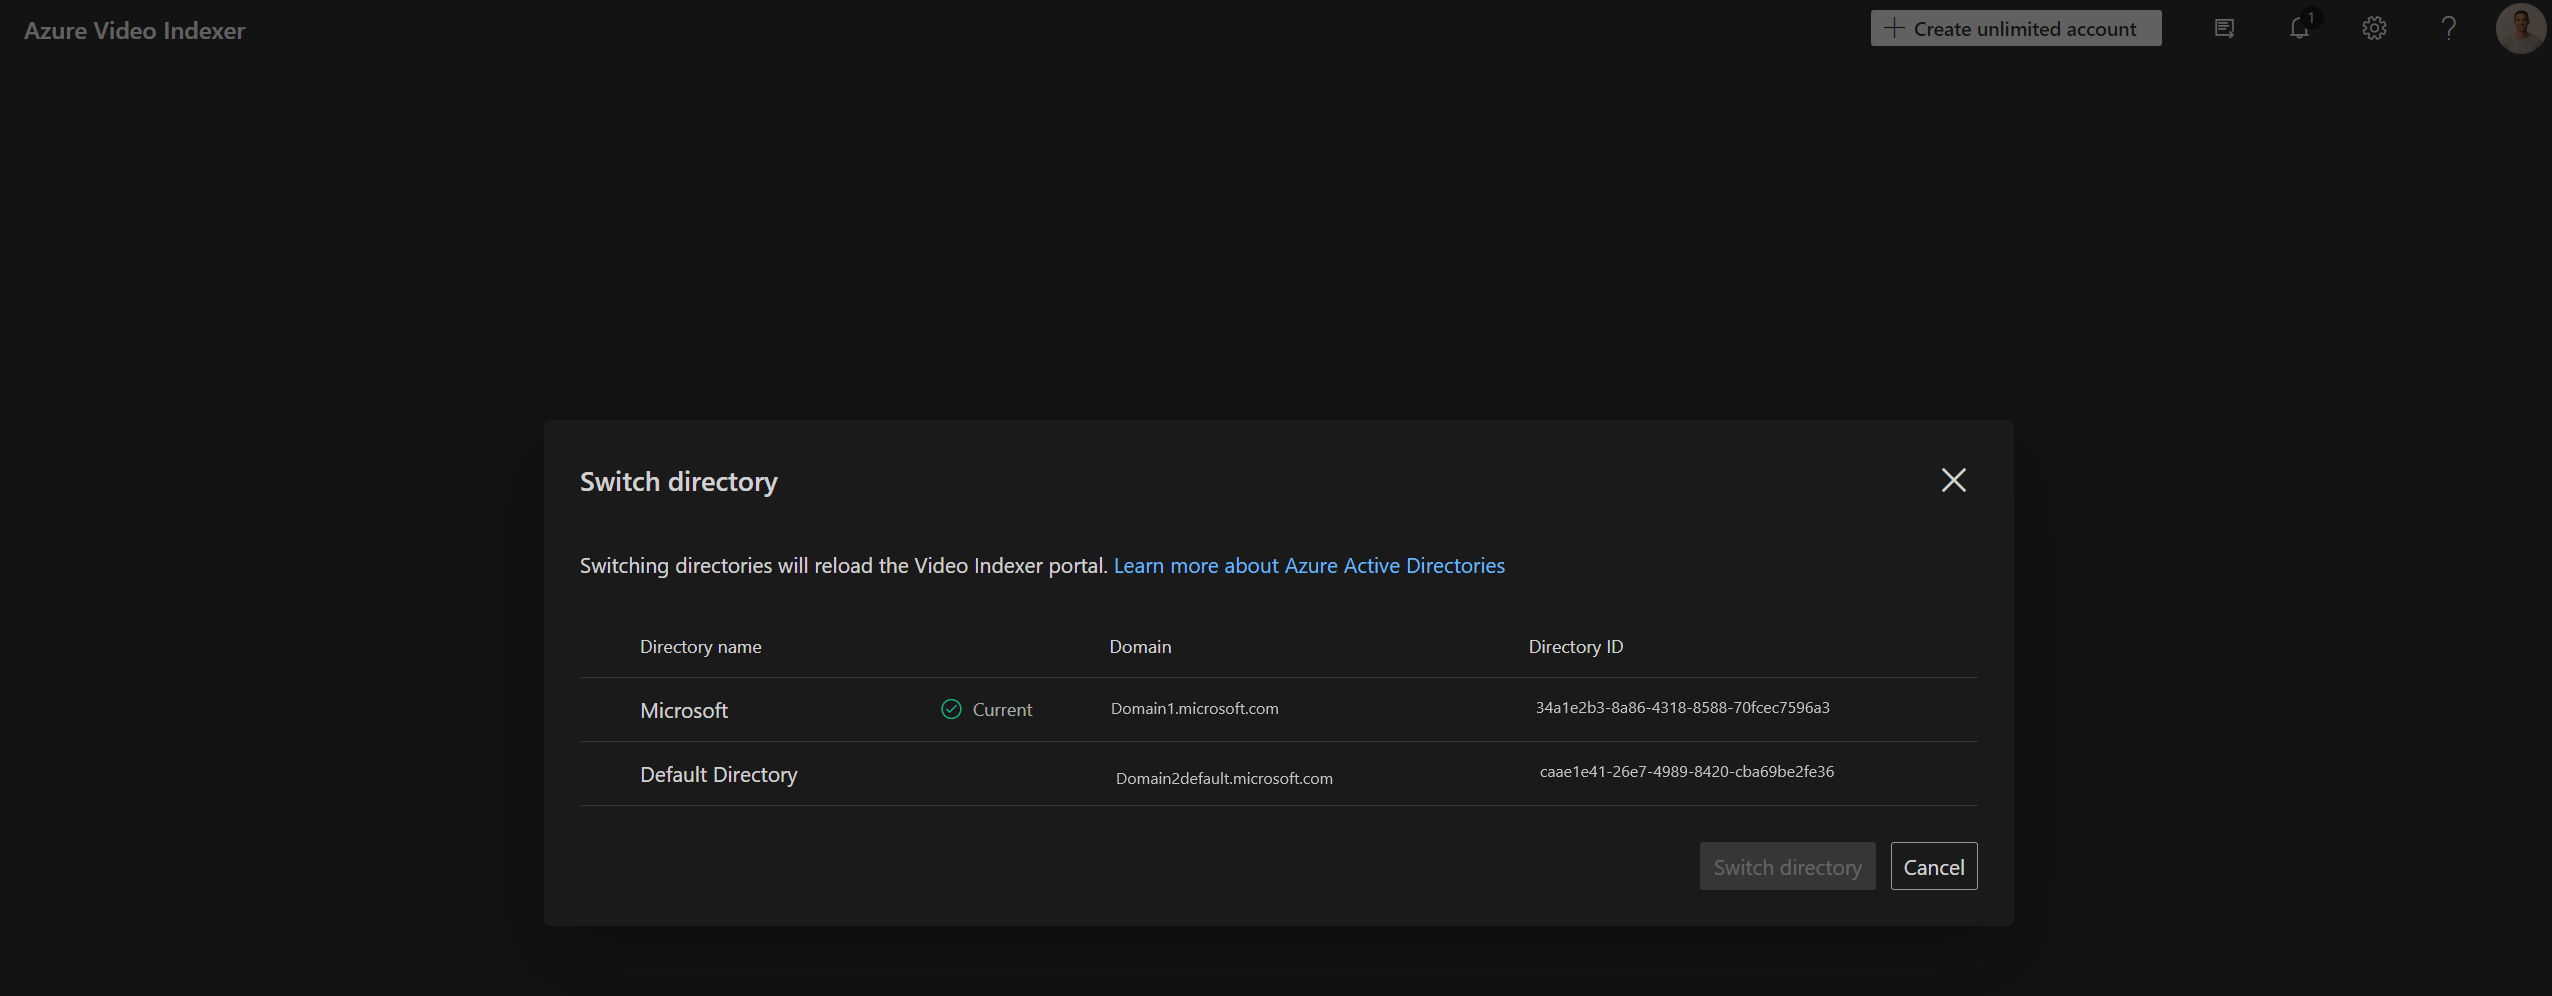 Azure Video Indexer
Create unlimited account
1
Switch directory
Switching directories will reload the Video Indexer portal. Learn more about Azure Active Directories
Directory name Domain Directory ID
Microsoft Current Domain1.microsoft.com 34a1e2b3-8a86-4318-8588-70fcec7596a3
Default Directory Domain2default.microsoft.com caae1e41-26e7-4989-8420-cba69be2fe36
Switch directory Cancel